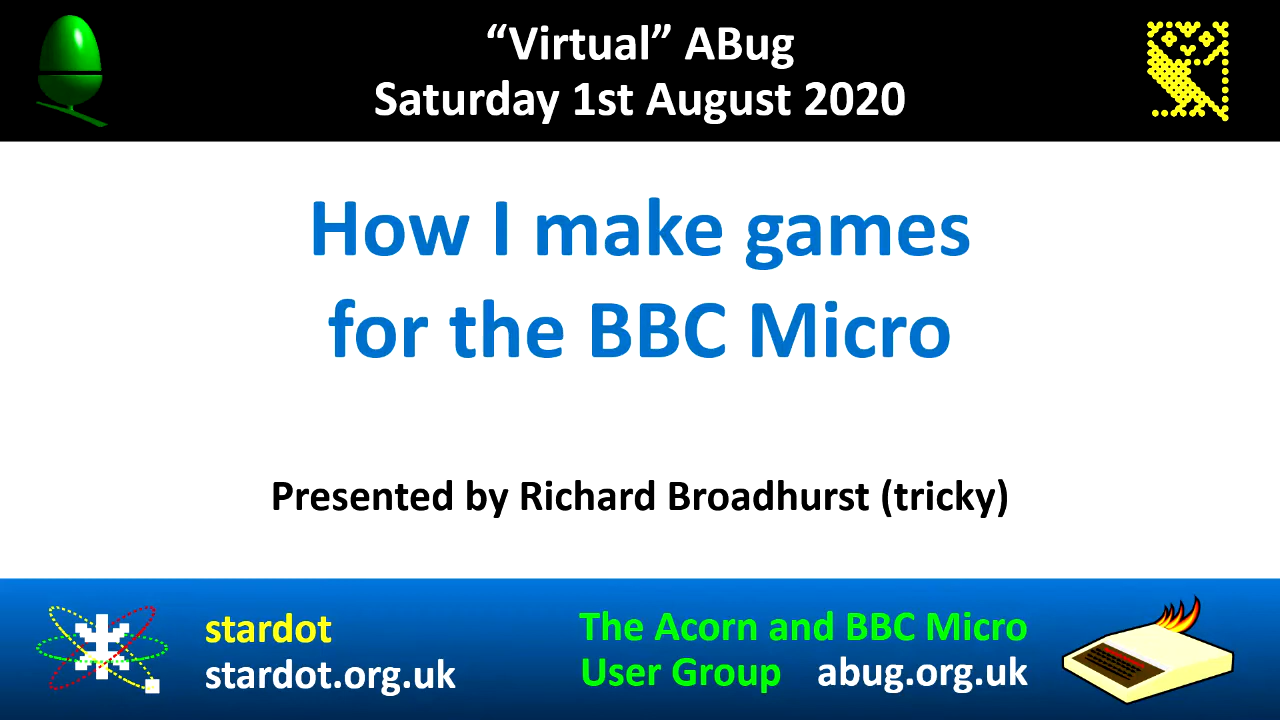 “Virtual” ABug
Saturday 1st August 2020
How I make games
for the BBC Micro
Presented by Richard Broadhurst (tricky)
stardot
stardot.org.uk
The Acorn and BBC Micro
User Group abug.org.uk